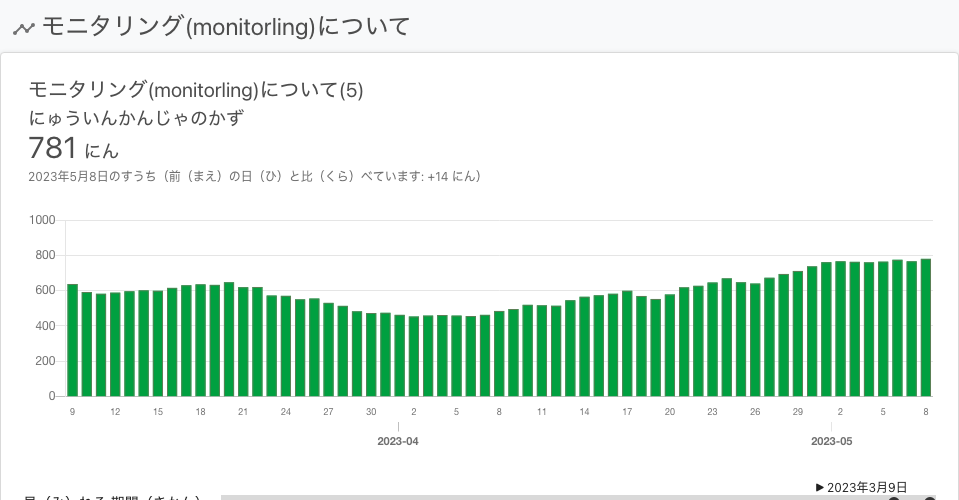 モニタリング(monitorling)について
モニタリング(monitorling)について(5)
にゅういんかんじゃのかず
781 にん
2023年5月8日のすうち（前（まえ）の日（ひ）と比（くら）べています: +14 にん）
1000
800
600
400
200
0
9 12 15 18 21 24 27 30 2 5 8 11 14 17 20 23 26 29 2 5 8
2023-04 2023-05
▶ 2023年3月9日